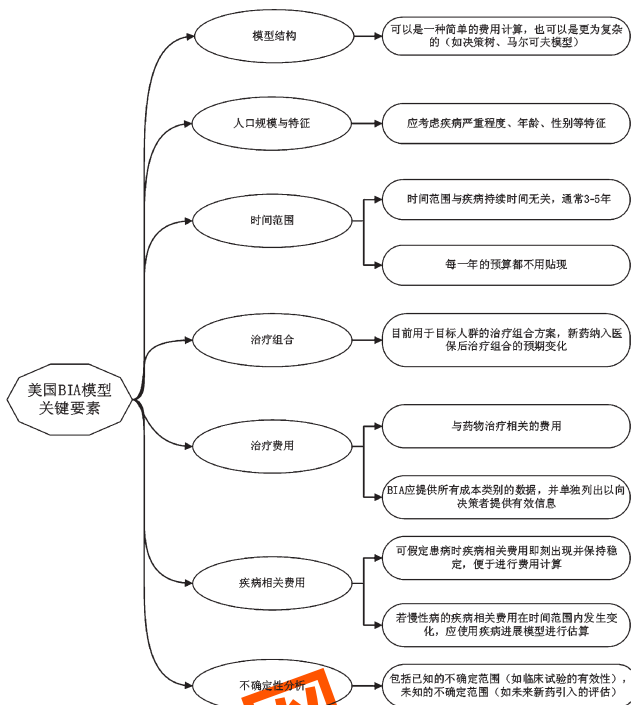 美国BIA模型
关键要素
模型结构
可以是一种简单的费用计算，也可以是更为复杂
的（如决策树、马尔可夫模型）
人口规模与特征
应考虑疾病严重程度、年龄、性别等特征
时间范围
时间范围与疾病持续时间无关，通常3-5年
每一年的预算都不用贴现
治疗组合
目前用于目标人群的治疗组合方案，新药纳入医
保后治疗组合的预期变化
治疗费用
与药物治疗相关的费用
BIA应提供所有成本类别的数据，并单独列出以向
决策者提供有效信息
疾病相关费用
可假定患病时疾病相关费用即刻出现并保持稳
定，便于进行费用计算
若慢性病的疾病相关费用在时间范围内发生变
化，应使用疾病进展模型进行估算
不确定性分析
包括已知的不确定范围（如临床试验的有效性），
未知的不确定范围（如未来新药引入的评估）